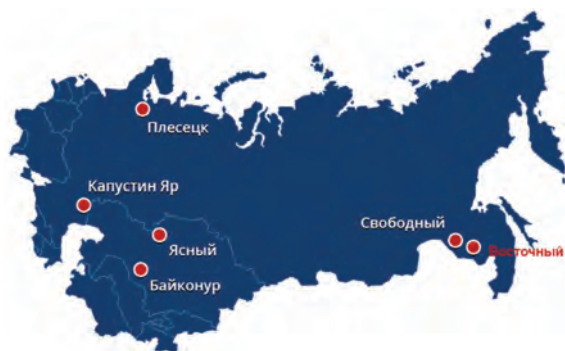 Плесецк
Капустин Яр
Свободный
Восточный
Ясный
Байконур